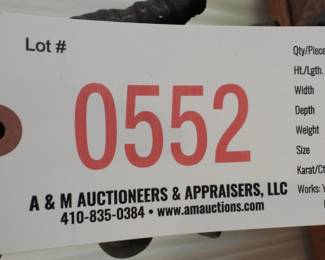 Lot #
0552
A & M AUCTIONEERS & APPRAISERS, LLC
410-835-0384 • www.amauctions.com
Qty/Piece
Ht./Lgth.
Width
Depth
Weight
Size
Karat/Ct
Works: Y